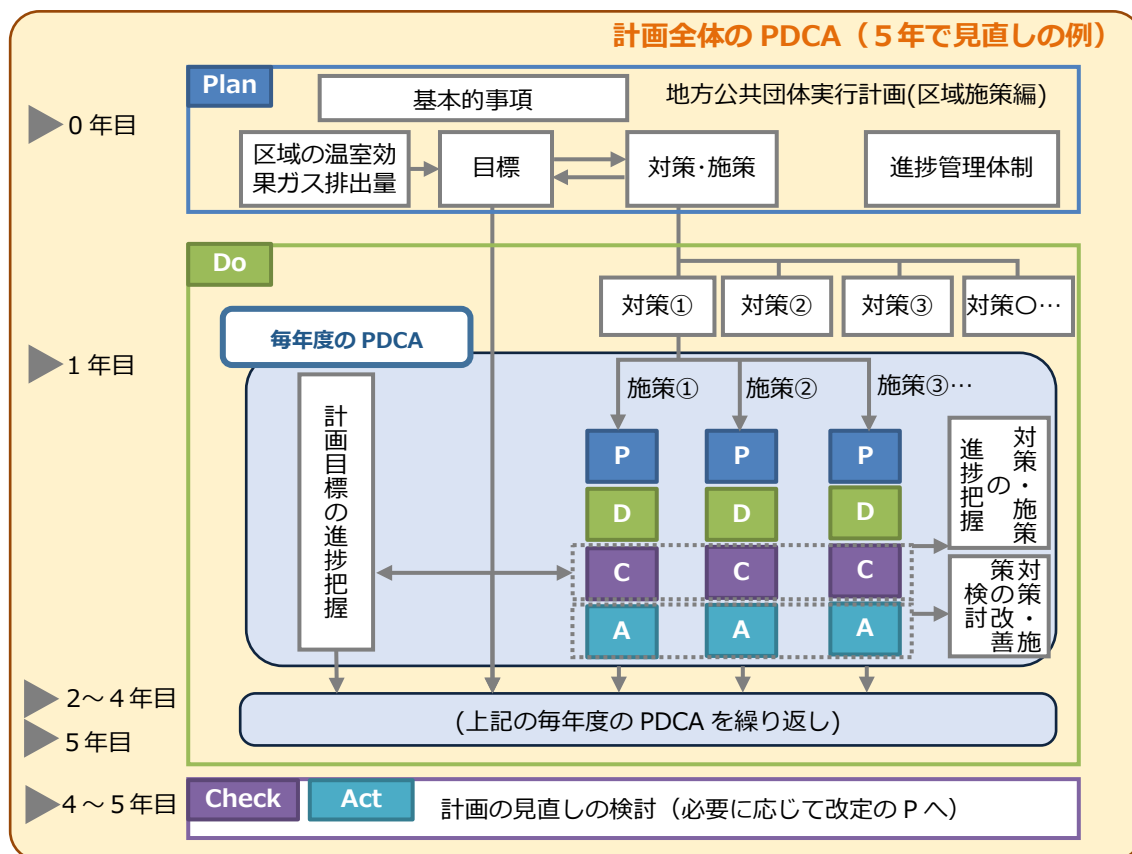 計画全体の PDCA（５年で見直しの例）
Plan
基本的事項
地方公共団体実行計画(区域施策編)
０年目
区域の温室効
果ガス排出量
目標
対策･施策
進捗管理体制
Do
対策①
対策②
対策③
対策〇…
毎年度の PDCA
１年目
施策①
施策②
施策③…
計画目標の進捗把握
P
P
P
D
D
D
C
C
C
A
A
A
対策・施策
の
進捗把握
対策・施
策の改善
検討
2～４年目
５年目
(上記の毎年度の PDCA を繰り返し)
４～５年目
Check
Act
計画の見直しの検討（必要に応じて改定の P へ）